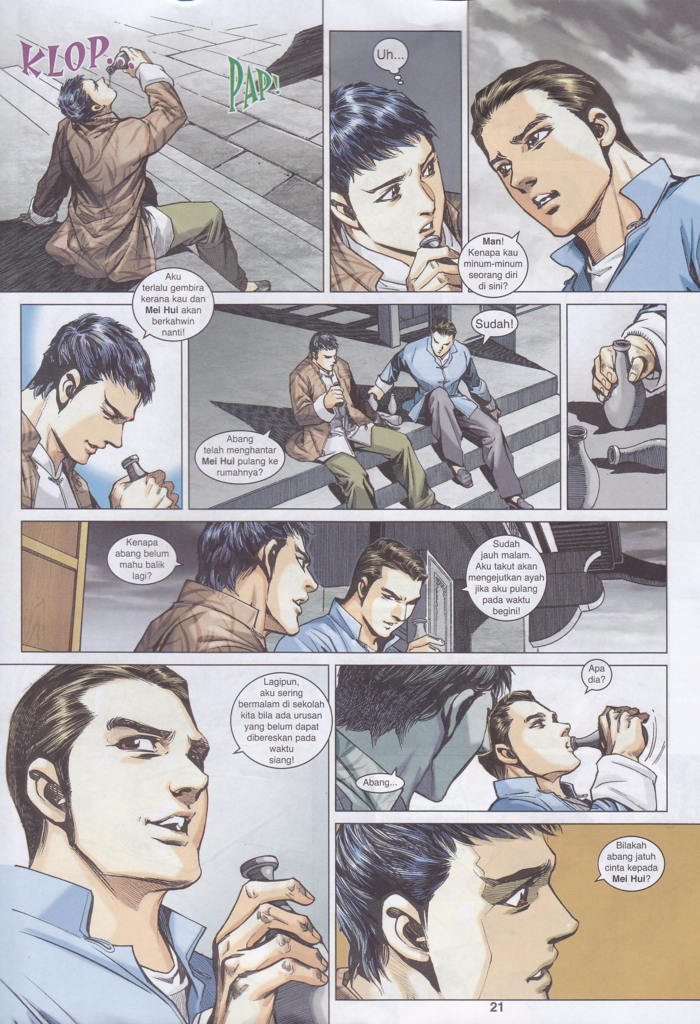 KLOP...
PAP!
Uh...
Man!
Kenapa kau
minum-minum
seorang diri
di sini?
Aku
terlalu gembira
kerana kau dan
Mei Hui akan
berkahwin
nanti!
Abang
telah menghantar
Mei Hui pulang ke
rumahnya?
Sudah!
Kenapa
abang belum
mahu balik
lagi?
Sudah
jauh malam.
Aku takut akan
mengejutkan ayah
jika aku pulang
pada waktu
begini!
Lagipun,
aku sering
bermalam di sekolah
kita bila ada urusan
yang belum dapat
dibereskan pada
waktu
siang!
Abang...
Apa
dia?
Bilakah
abang jatuh
cinta kepada
Mei Hui?
21